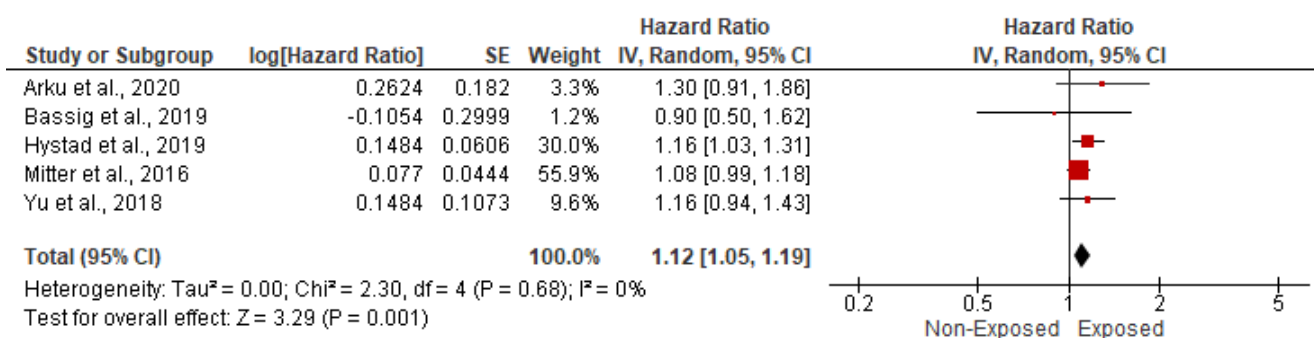 Hazard Ratio Hazard Ratio
Study or Subgroup log[Hazard Ratio] SE Weight IV, Random, 95% CI IV, Random, 95% CI
Arku et al., 2020 0.2624 0.182 3.3% 1.30 [0.91, 1.86]
Bassig et al., 2019 -0.1054 0.2999 1.2% 0.90 [0.50, 1.62]
Hystad et al., 2019 0.1484 0.0606 30.0% 1.16 [1.03, 1.31]
Mitter et al., 2016 0.077 0.0444 55.9% 1.08 [0.99, 1.18]
Yu et al., 2018 0.1484 0.1073 9.6% 1.16 [0.94, 1.43]
Total (95% CI) 100.0% 1.12 [1.05, 1.19]
Heterogeneity: Tau² = 0.00; Chi² = 2.30, df = 4 (P = 0.68); I² = 0%
Test for overall effect: Z = 3.29 (P = 0.001)
0.2 0.5 1 2 5
Non-Exposed Exposed